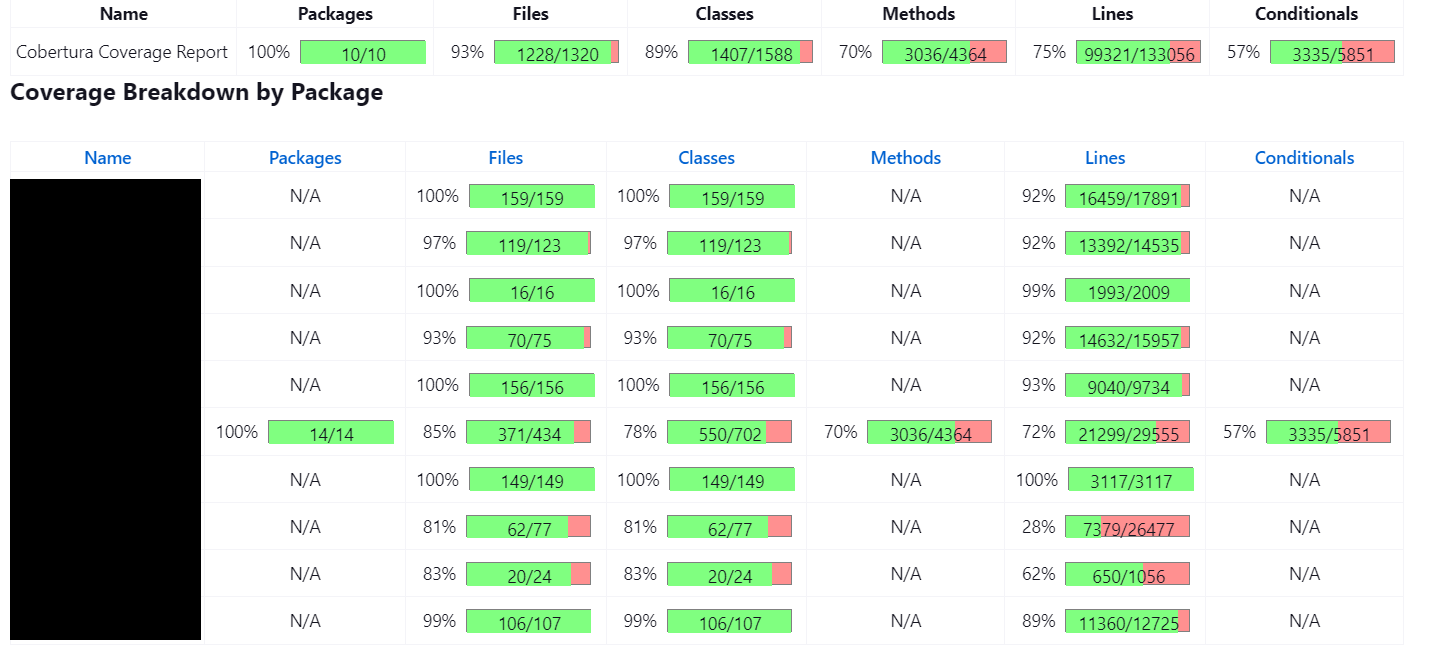 Name Packages Files Classes Methods Lines Conditionals
Cobertura Coverage Report 100% 10/10 93% 1228/1320 89% 1407/1588 70% 3036/4364 75% 99321/133056 57% 3335/5851
Coverage Breakdown by Package
Name Packages Files Classes Methods Lines Conditionals
N/A 100% 159/159 100% 159/159 N/A 92% 16459/17891 N/A
N/A 97% 119/123 97% 119/123 N/A 92% 13392/14535 N/A
N/A 100% 16/16 100% 16/16 N/A 99% 1993/2009 N/A
N/A 93% 70/75 93% 70/75 N/A 92% 14632/15957 N/A
N/A 100% 156/156 100% 156/156 N/A 93% 9040/9734 N/A
100% 14/14 85% 371/434 78% 550/702 70% 3036/4364 72% 21299/29555 57% 3335/5851
N/A 100% 149/149 100% 149/149 N/A 100% 3117/3117 N/A
N/A 81% 62/77 81% 62/77 N/A 28% 7379/26477 N/A
N/A 83% 20/24 83% 20/24 N/A 62% 650/1056 N/A
N/A 99% 106/107 99% 106/107 N/A 89% 11360/12725 N/A